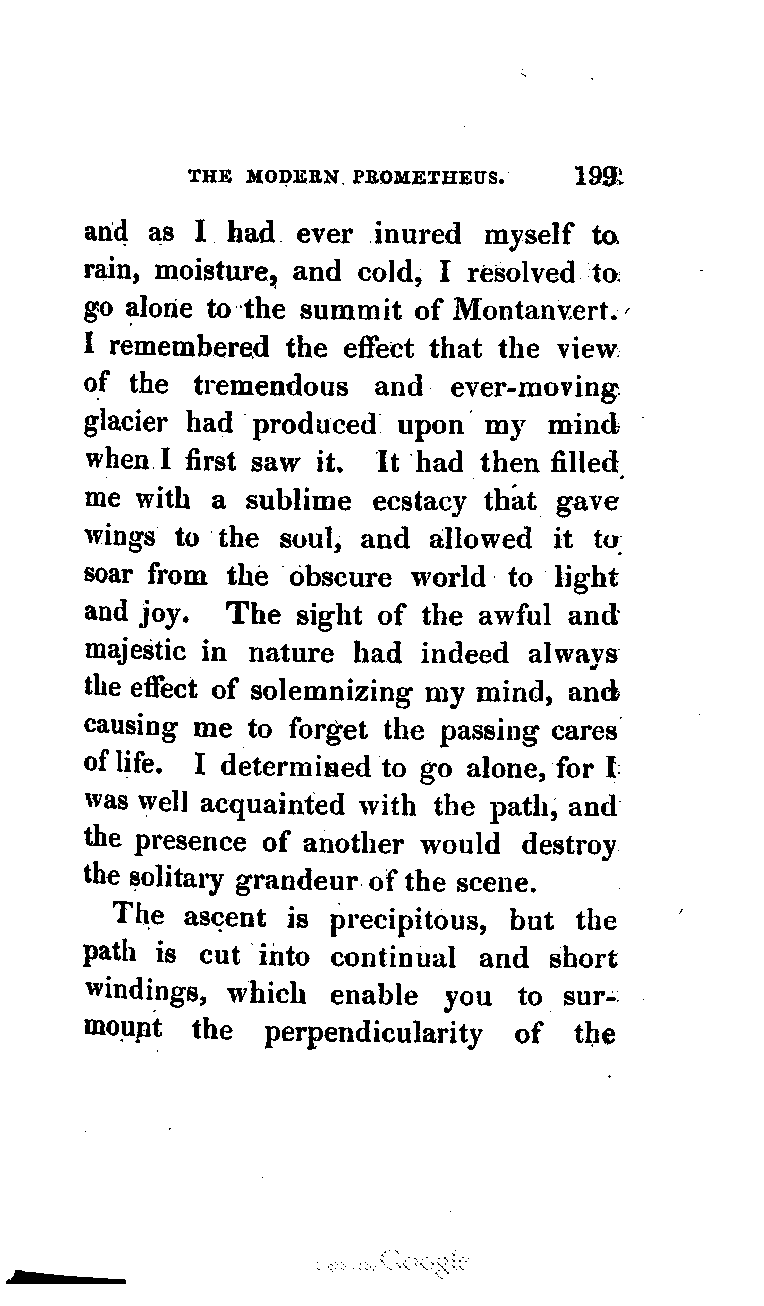 THE MODERN PROMETHEUS. 199
and as I had ever inured myself to
rain, moisture, and cold, I resolved to
go alone to the summit of Montanvert.
I remembered the effect that the view
of the tremendous and ever-moving
glacier had produced upon my mind
when I first saw it. It had then filled
me with a sublime ecstacy that gave
wings to the soul, and allowed it to
soar from the obscure world to light
and joy. The sight of the awful and
majestic in nature had indeed always
the effect of solemnizing my mind, and
causing me to forget the passing cares
of life. I determined to go alone, for I
was well acquainted with the path, and
the presence of another would destroy
the solitary grandeur of the scene.
The ascent is precipitous, but the
path is cut into continual and short
windings, which enable you to sur-
mount the perpendicularity of the
Google